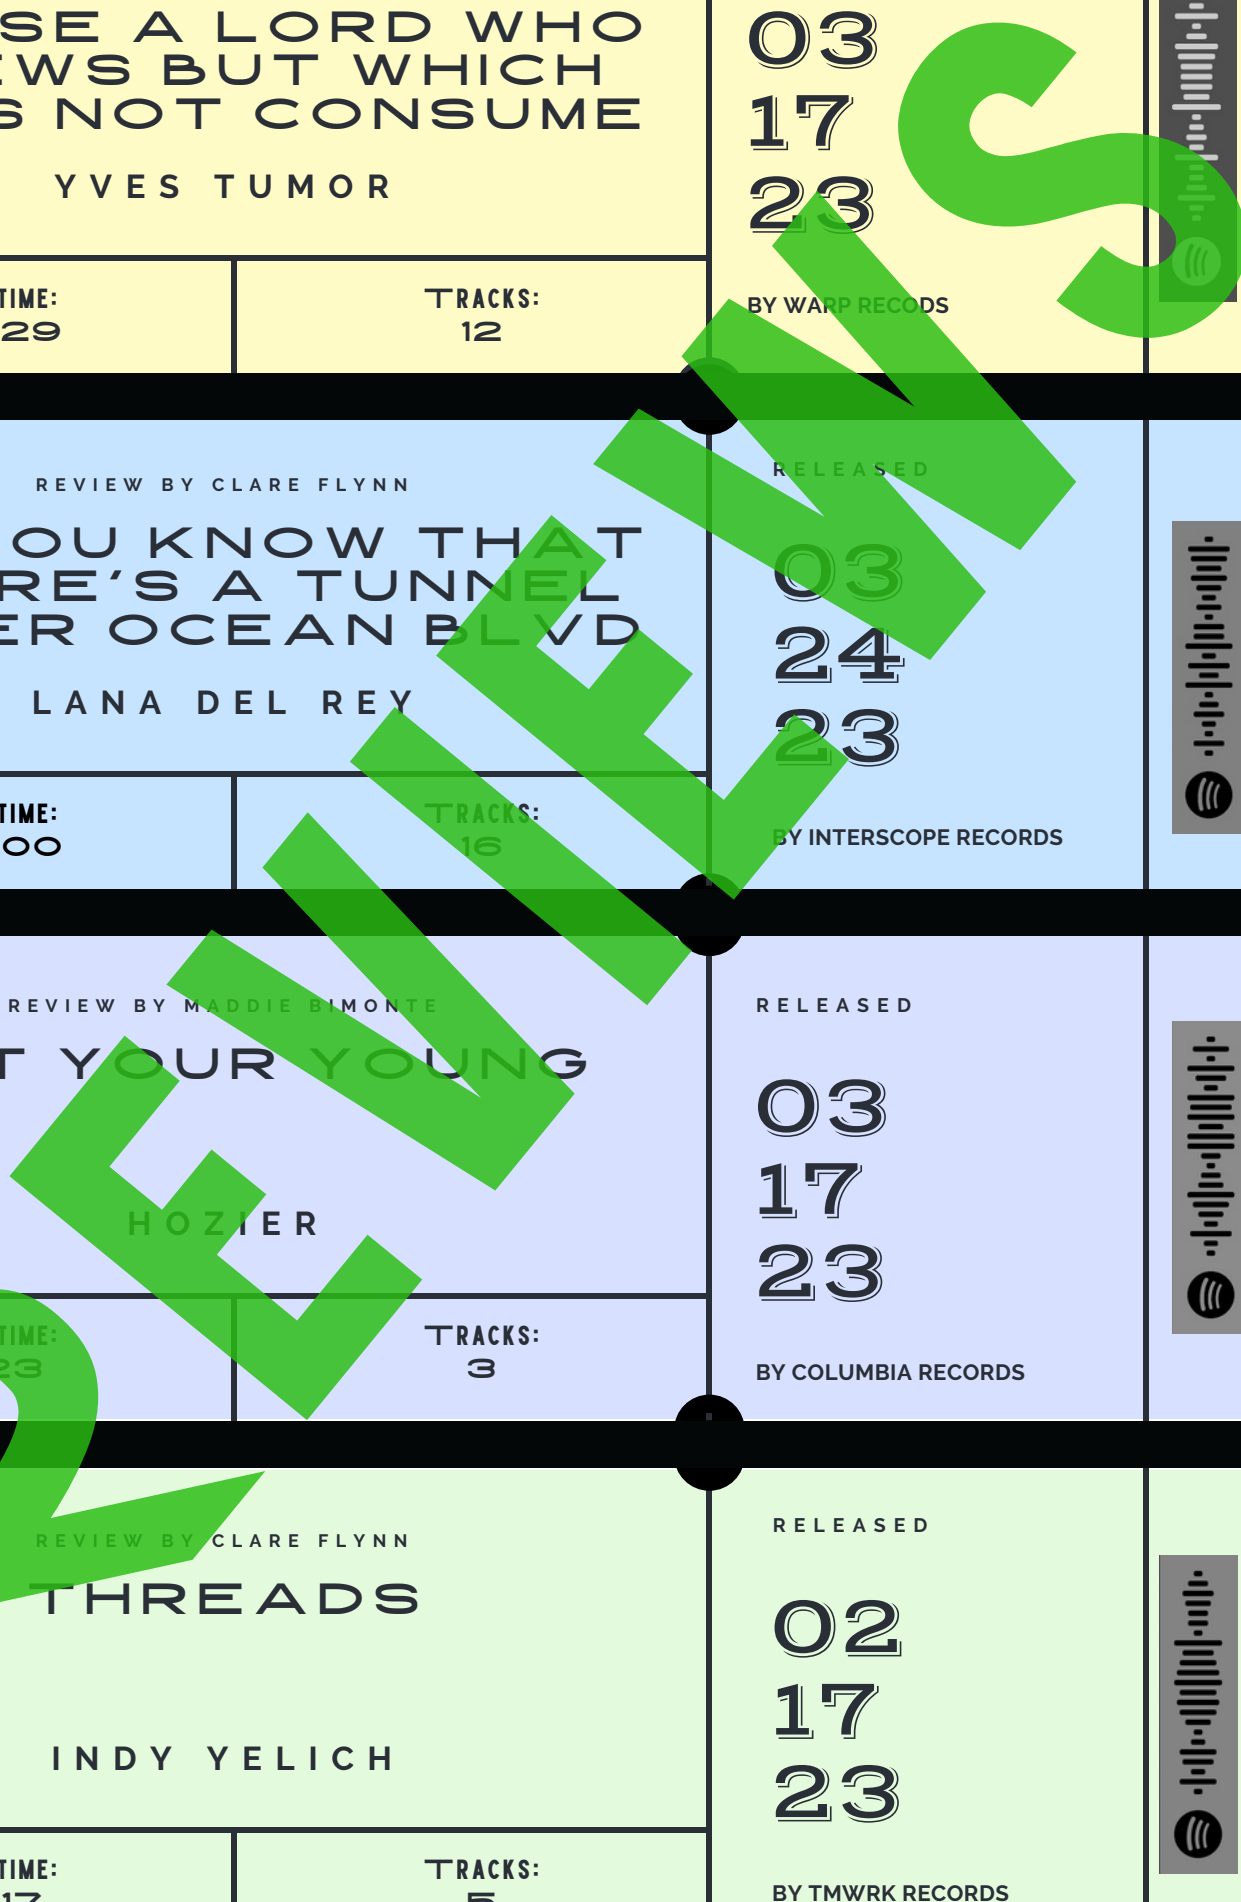 SE A LORD WHO
EWS BUT WHICH
S NOT CONSUME
YVES TUMOR
TIME:
29
TRACKS:
12
03
17
23
BY WARP RECODS
REVIEW BY CLARE FLYNN
OU KNOW THAT
RE'S A TUNNEL
ER OCEAN BLVD
LANA DEL REY
TIME:
00
TRACKS:
16
RELEASED
03
24
23
BY INTERSCOPE RECORDS
REVIEW BY MADDIE BIMONTE
T YOUR YOUNG
HOZIER
TIME:
23
TRACKS:
3
RELEASED
03
17
23
BY COLUMBIA RECORDS
REVIEW BY CLARE FLYNN
THREADS
INDY YELICH
TIME:
17
TRACKS:
5
RELEASED
02
17
23
BY TMWRK RECORDS
REVIEWS